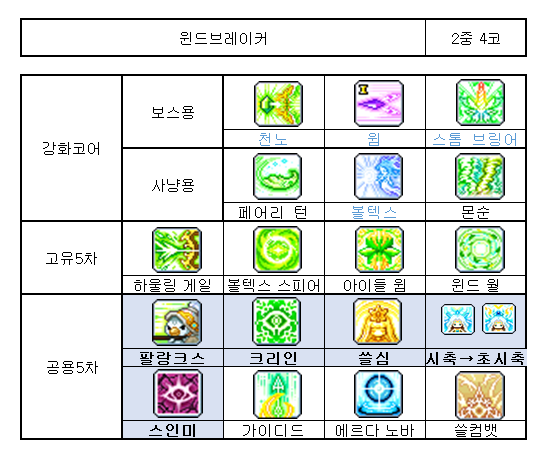 윈드브레이커 2중 4코
강화코어
보스용
천노 윔 스톰 브링어
사냥용
페어리 턴 볼텍스 몬순
고유5차
하울링 게일 볼텍스 스피어 아이들 윔 윈드 월
공용5차
팔랑크스 크리인 쓸심 시축→초시축
스인미 가이디드 에르다 노바 쓸컴뱃